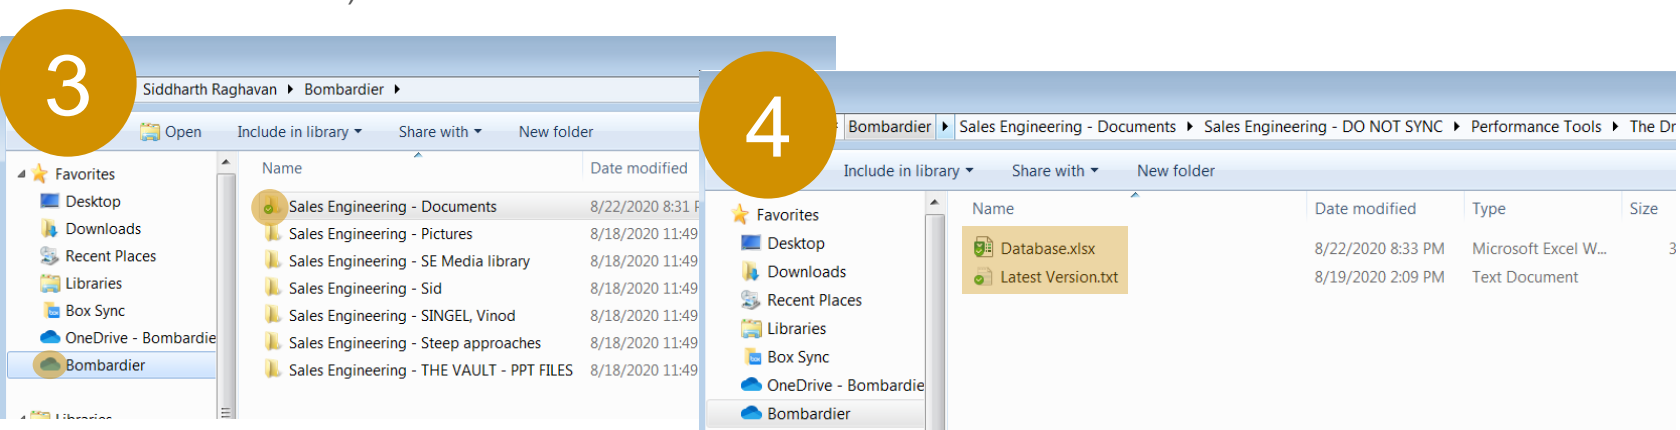 3
Siddharth Raghavan Bombardier
Open Include in library Share with New folder
Favorites
Desktop
Downloads
Recent Places
Libraries
Box Sync
OneDrive - Bombardie
Bombardier
Libraries
Name Date modified
Sales Engineering - Documents 8/22/2020 8:31 P
Sales Engineering - Pictures 8/18/2020 11:49
Sales Engineering - SE Media library 8/18/2020 11:49
Sales Engineering - Sid 8/18/2020 11:49
Sales Engineering - SINGEL, Vinod 8/18/2020 11:49
Sales Engineering - Steep approaches 8/18/2020 11:49
Sales Engineering - THE VAULT - PPT FILES 8/18/2020 11:49
4
Bombardier Sales Engineering - Documents Sales Engineering - DO NOT SYNC Performance Tools The Dr
Include in library Share with New folder
Favorites
Desktop
Downloads
Recent Places
Libraries
box Box Sync
OneDrive - Bombardie
Bombardier
Name Date modified Type Size
Database.xlsx 8/22/2020 8:33 PM Microsoft Excel W... 3
Latest Version.txt 8/19/2020 2:09 PM Text Document